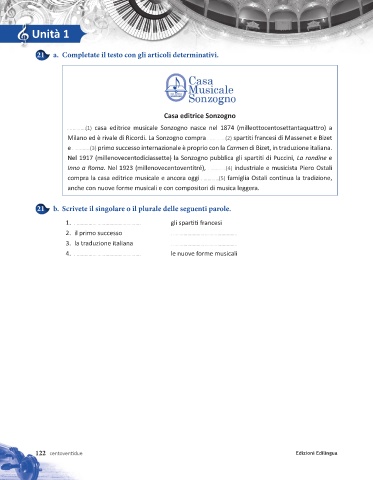 Unità 1
21 a. Completate il testo con gli articoli determinativi.
Casa
Musicale
Sonzogno
Casa editrice Sonzogno
..........(1) casa editrice musicale Sonzogno nasce nel 1874 (milleottocentosettantaquattro) a
Milano ed è rivale di Ricordi. La Sonzogno compra ..........(2) spartiti francesi di Massenet e Bizet
e ..........(3) primo successo internazionale è proprio con la Carmen di Bizet, in traduzione italiana.
Nel 1917 (millenovecentodiciassette) la Sonzogno pubblica gli spartiti di Puccini, La rondine e
Inno a Roma. Nel 1923 (millenovecentoventitré), ..........(4) industriale e musicista Piero Ostali
compra la casa editrice musicale e ancora oggi ..........(5) famiglia Ostali continua la tradizione,
anche con nuove forme musicali e con compositori di musica leggera.
21 b. Scrivete il singolare o il plurale delle seguenti parole.
1. .............................. gli spartiti francesi
2. il primo successo ..............................
3. la traduzione italiana ..............................
4. .............................. le nuove forme musicali
122 centoventidue Edizioni Edilingua